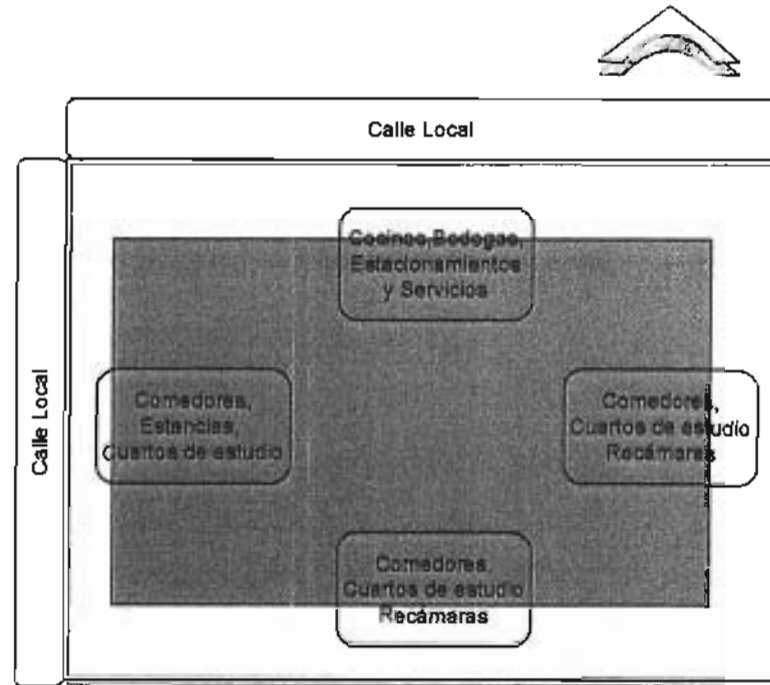 Calle Local
Cocinas,Bodegas,
Estacionamientos
y Servicios
Calle Local
Comedores,
Estancias,
Cuartos de estudio
Comedores,
Cuartos de estudio
Recámaras
Comedores,
Cuartos de estudio
Recámaras